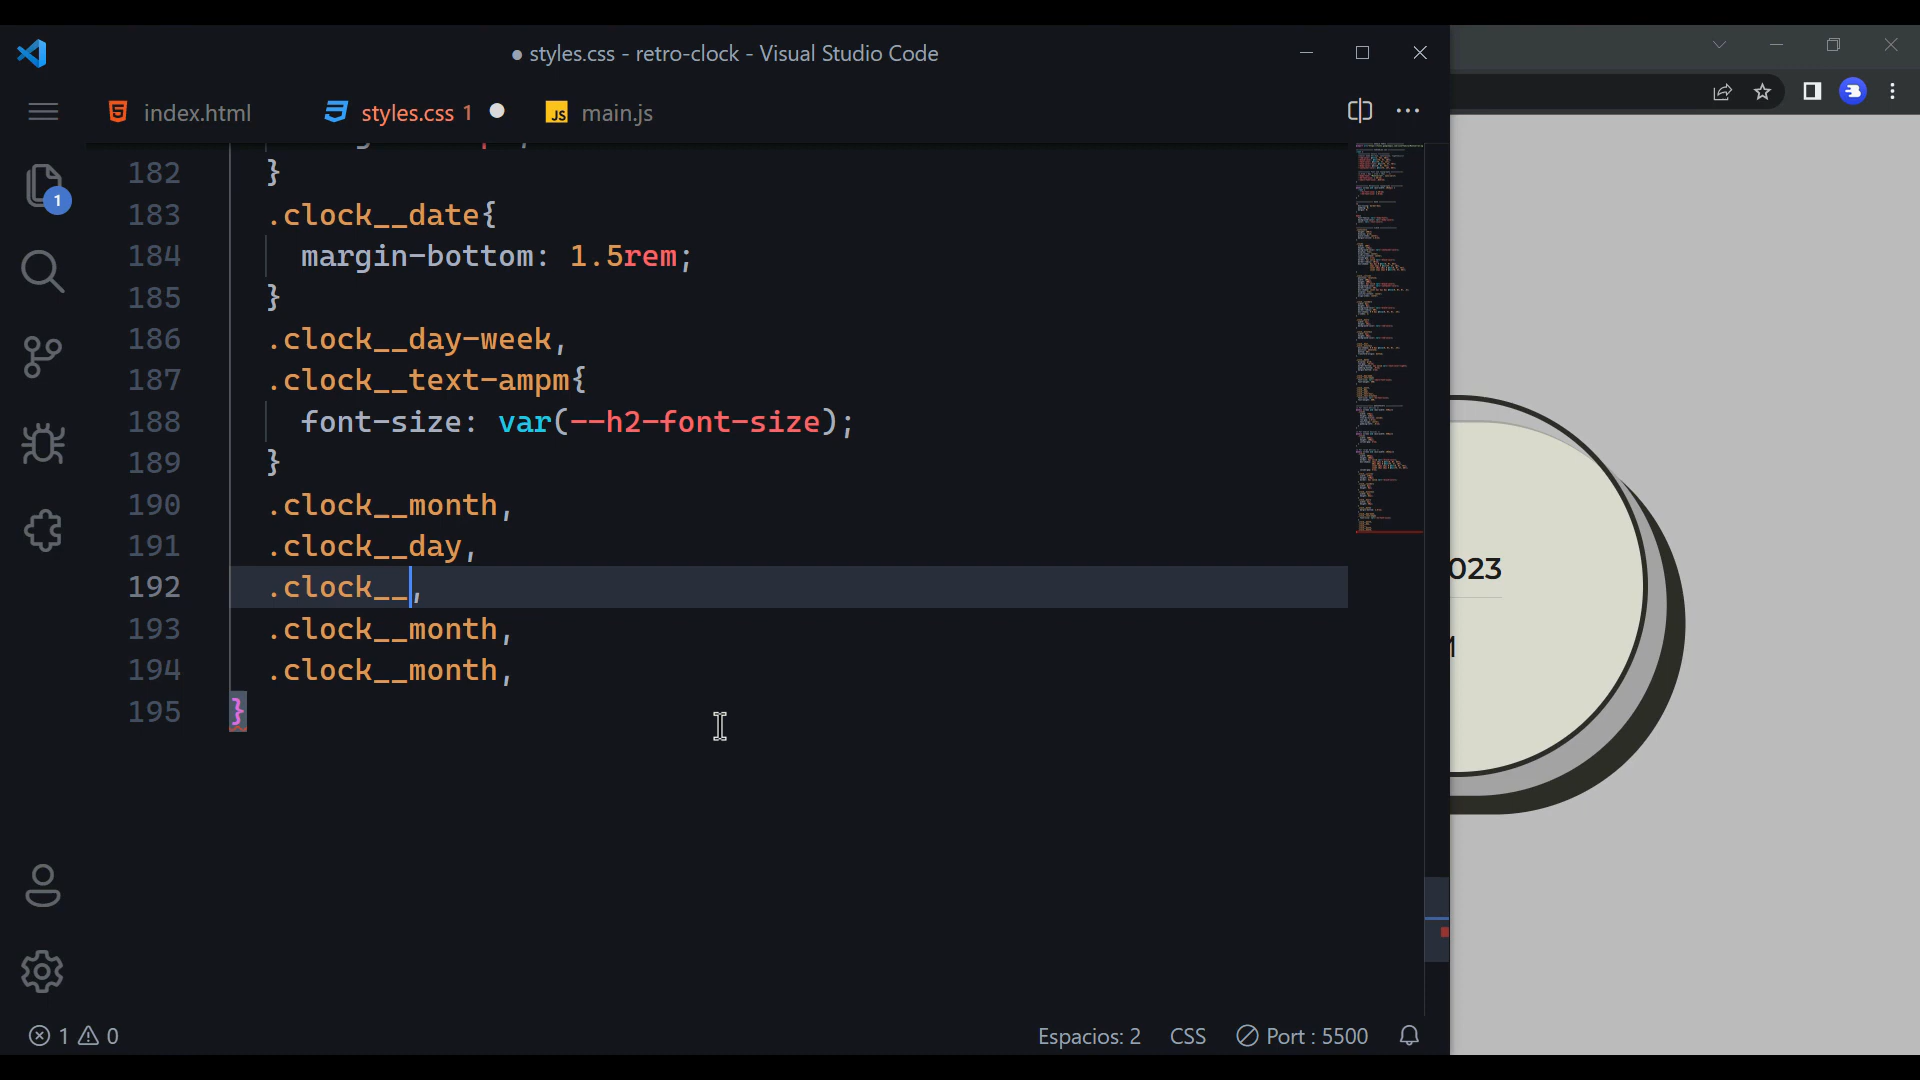 ● styles.css - retro-clock - Visual Studio Code
index.html
styles.css 1
JS main.js
182 }
183 .clock__date{
184 margin-bottom: 1.5rem;
185 }
186 .clock__day-week,
187 .clock__text-ampm{
188 font-size: var(--h2-font-size);
189 }
190 .clock__month,
191 .clock__day,
192 .clock__,
193 .clock__month,
194 .clock__month,
195 }
1
023
1 0
Espacios: 2
CSS
Port : 5500